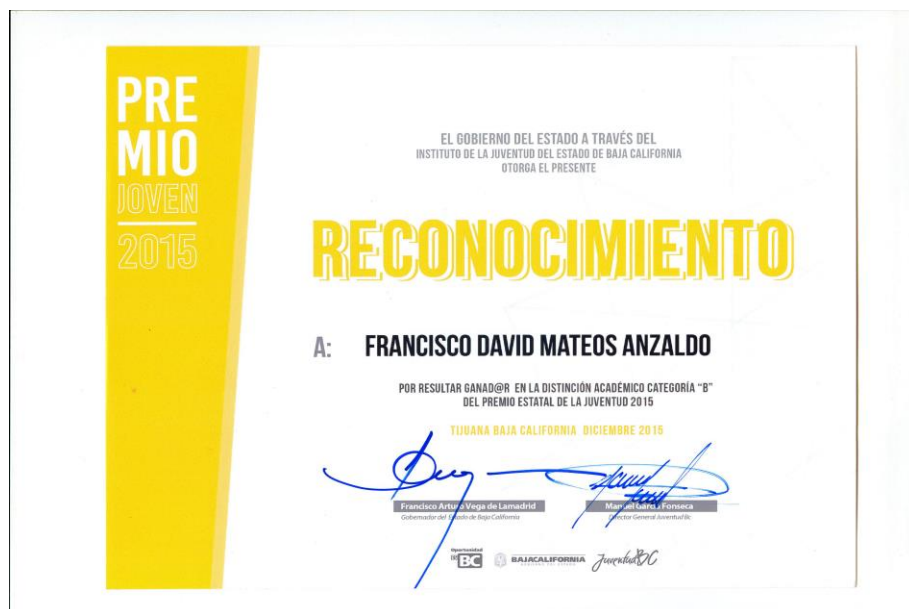 PRE
MIO
JOVEN
2015
EL GOBIERNO DEL ESTADO A TRAVÉS DEL
INSTITUTO DE LA JUVENTUD DEL ESTADO DE BAJA CALIFORNIA
OTORGA EL PRESENTE
RECONOCIMIENTO
A: FRANCISCO DAVID MATEOS ANZALDO
POR RESULTAR GANAD@R EN LA DISTINCIÓN ACADÉMICO CATEGORÍA "B"
DEL PREMIO ESTATAL DE LA JUVENTUD 2015
TIJUANA BAJA CALIFORNIA DICIEMBRE 2015
Francisco Arturo Vega de Lamadrid
Gobernador del Estado de Baja California
Manuel García Fonseca
Director General Juventud Bc
Oportunidad
BC
BAJACALIFORNIA
JuventudBC